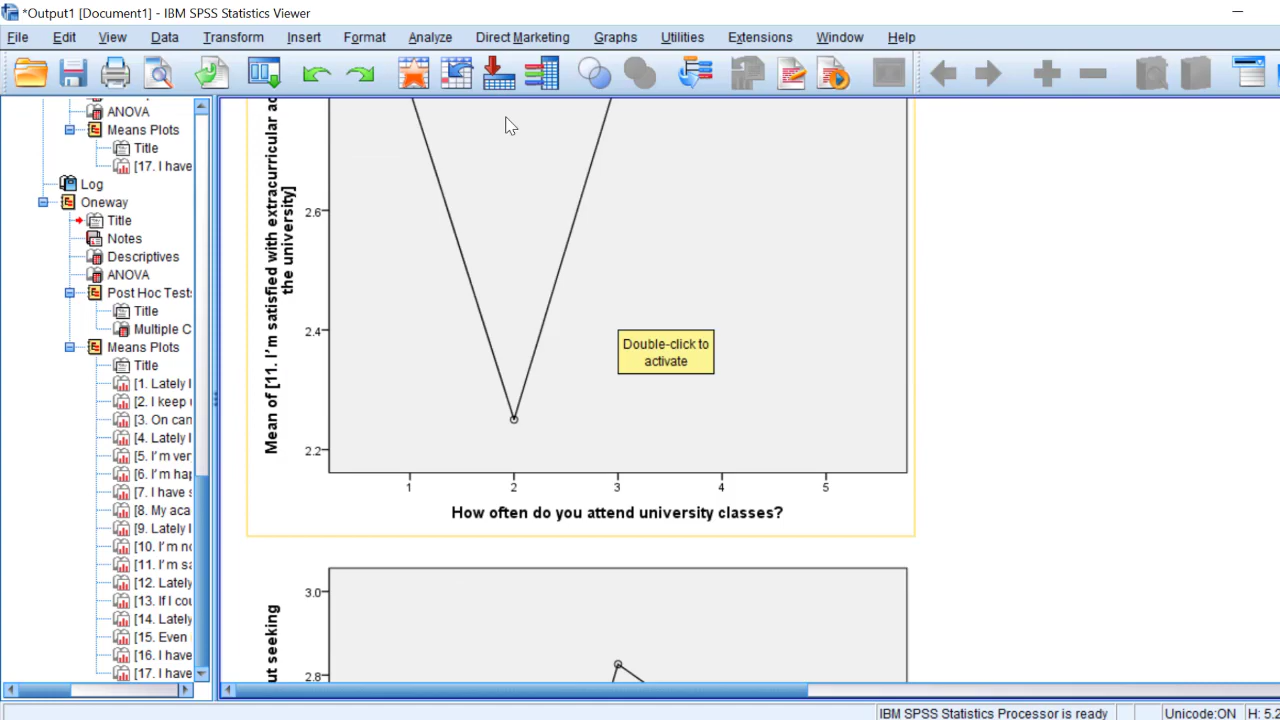 *Output1 [Document1] - IBM SPSS Statistics Viewer
File Edit View Data Transform Insert Format Analyze Direct Marketing Graphs Utilities Extensions Window Help
ANOVA
Means Plots
Title
[17. I have
Log
Oneway
Title
Notes
Descriptives
ANOVA
Post Hoc Tests
Title
Multiple C
Means Plots
Title
[1. Lately I
[2. I keep
[3. On can
[4. Lately I
[5. I'm ver
[6. I'm hap
[7. I have s
[8. My aca
[9. Lately I
[10. I'm no
[11. I'm sa
[12. Lately
[13. If I cou
[14. Lately
[15. Even
[16. I have
[17. I have
Mean of [11. I'm satisfied with extracurricular ac
the university]
2.6
2.4
2.2
Double-click to
activate
1 2 3 4 5
How often do you attend university classes?
ut seeking
3.0
2.8
IBM SPSS Statistics Processor is ready Unicode:ON H: 5.2